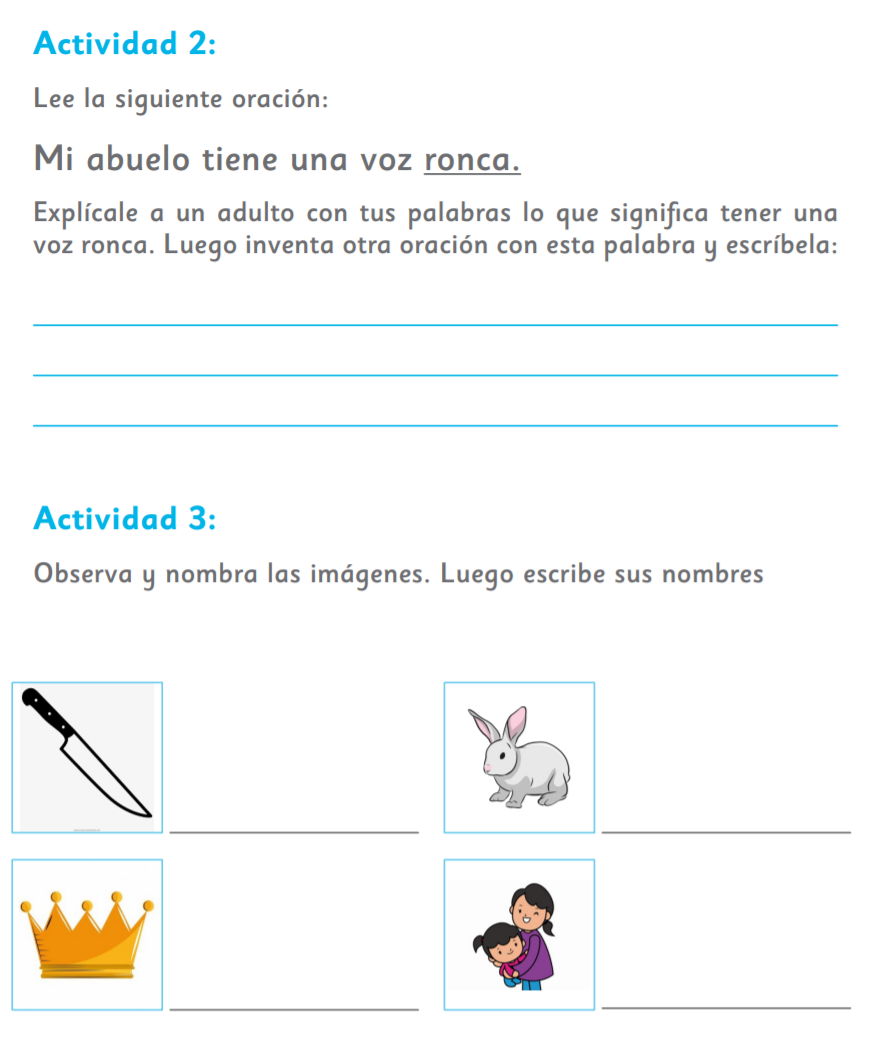 Actividad 2:
Lee la siguiente oración:
Mi abuelo tiene una voz ronca.
Explícale a un adulto con tus palabras lo que significa tener una
voz ronca. Luego inventa otra oración con esta palabra y escríbela:
Actividad 3:
Observa y nombra las imágenes. Luego escribe sus nombres